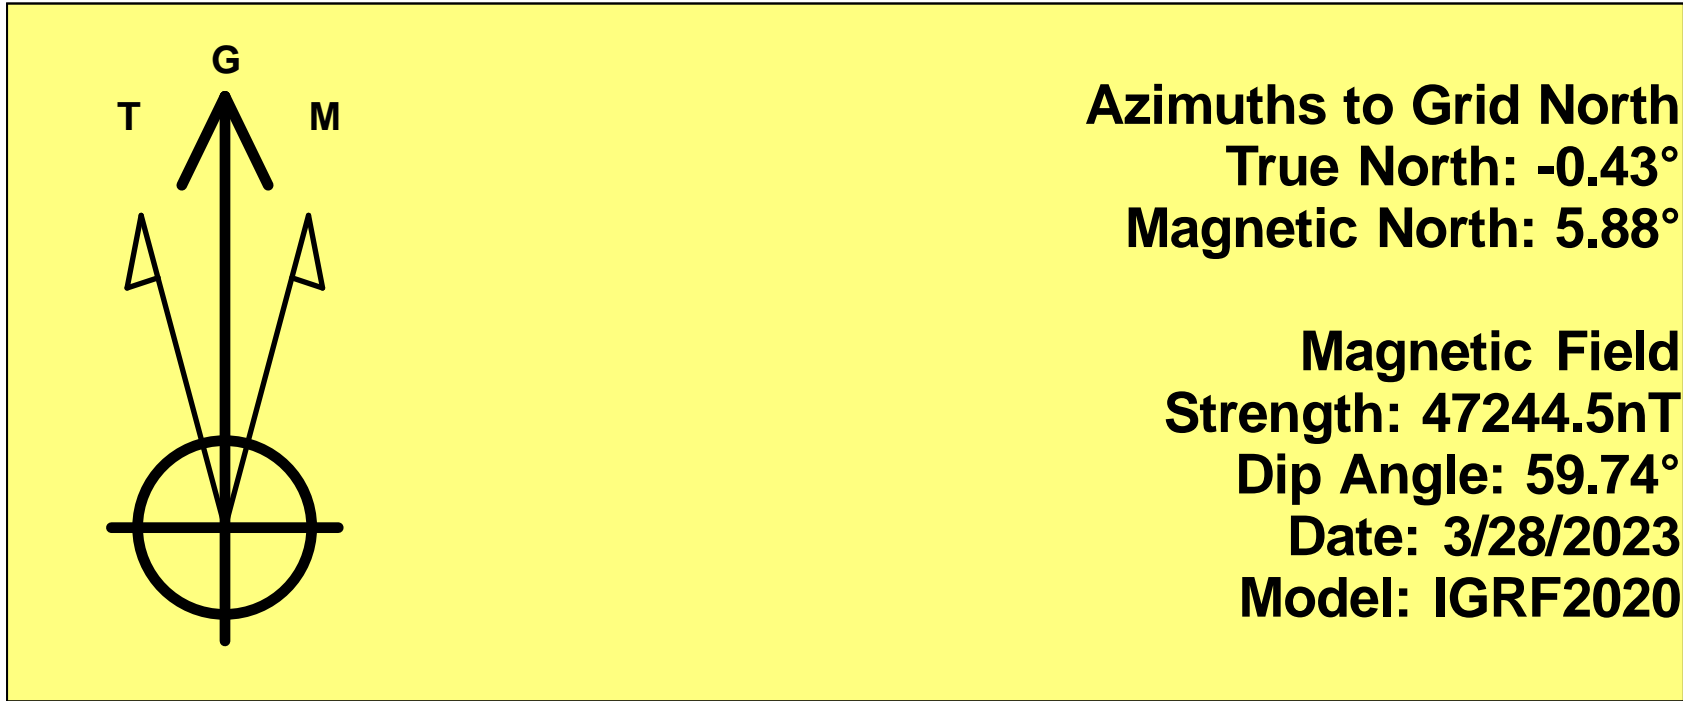 G
T M
Azimuths to Grid North
True North: -0.43°
Magnetic North: 5.88°
Magnetic Field
Strength: 47244.5nT
Dip Angle: 59.74°
Date: 3/28/2023
Model: IGRF2020